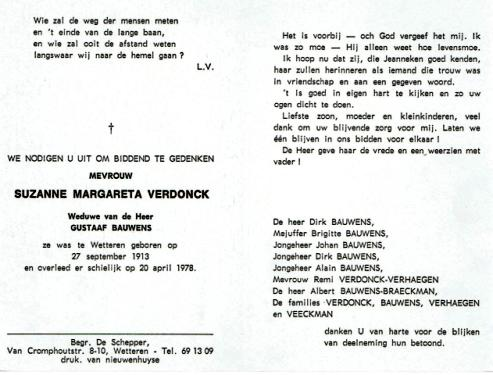 Wie zal de weg der mensen meten
en 't einde van de lange baan,
en wie zal ooit de afstand weten
langswaar wij naar de hemel gaan ?
L.V.
†
WE NODIGEN U UIT OM BIDDEND TE GEDENKEN
MEVROUW
SUZANNE MARGARETA VERDONCK
Weduwe van de Heer
GUSTAAF BAUWENS
ze was te Wetteren geboren op
27 september 1913
en overleed er schielijk op 20 april 1978.
Begr. De Schepper,
Van Cromphoutstr. 8-10, Wetteren - Tel. 69 13 09
druk. van nieuwenhuyse
Het is voorbij — och God vergeef het mij. Ik
was zo moe — Hij alleen weet hoe levensmoe.
Ik hoop nu dat zij, die Jeanneken goed kenden,
haar zullen herinneren als iemand die trouw was
in vriendschap en aan een gegeven woord.
't Is goed in eigen hart te kijken en zo uw
ogen dicht te doen.
Liefste zoon, moeder en kleinkinderen, veel
dank om uw blijvende zorg voor mij. Laten we
één blijven in ons bidden voor elkaar !
De Heer geve haar de vrede en een weerzien met
vader !
De heer Dirk BAUWENS,
Mejuffer Brigitte BAUWENS,
Jongeheer Johan BAUWENS,
Jongeheer Dirk BAUWENS,
Jongeheer Alain BAUWENS,
Mevrouw Remi VERDONCK-VERHAEGEN
De heer Albert BAUWENS-BRAECKMAN,
De families VERDONCK, BAUWENS, VERHAEGEN
en VEECKMAN
danken U van harte voor de blijken
van deelneming hun betoond.